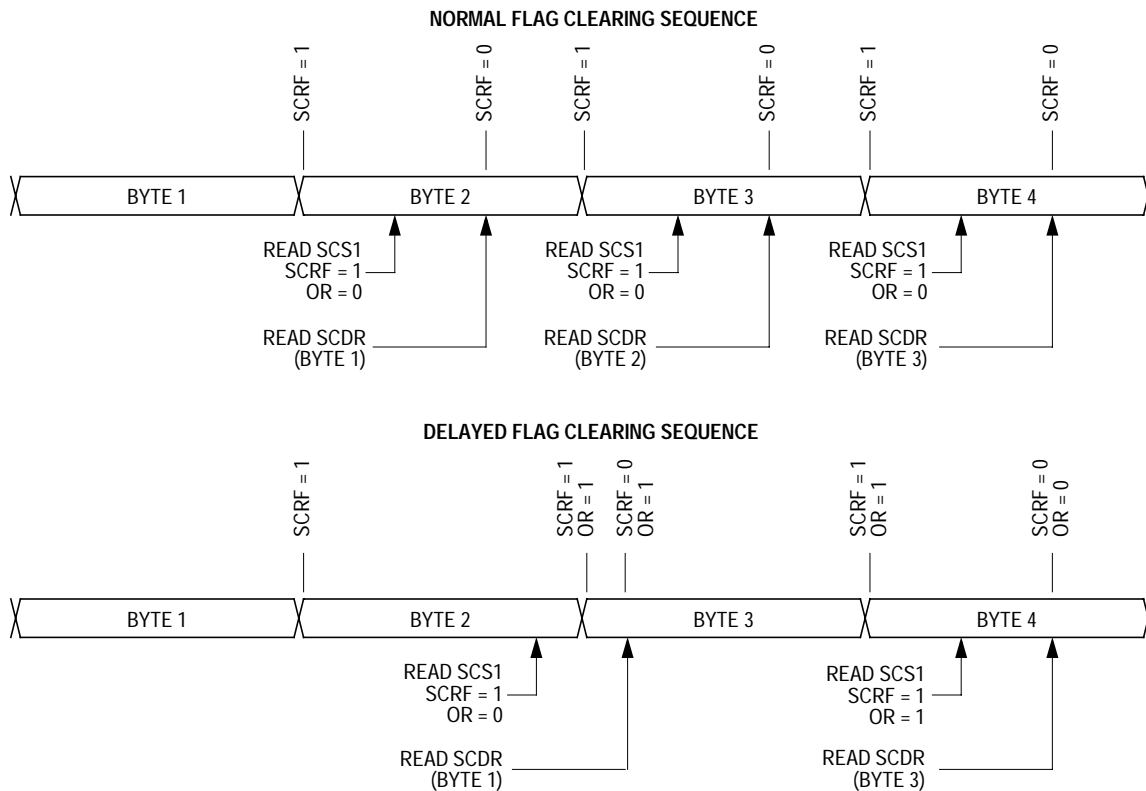 NORMAL FLAG CLEARING SEQUENCE
SCRF = 1
SCRF = 0
SCRF = 1
SCRF = 0
SCRF = 1
SCRF = 0
BYTE 1
BYTE 2
BYTE 3
BYTE 4
READ SCS1
SCRF = 1
OR = 0
READ SCS1
SCRF = 1
OR = 0
READ SCS1
SCRF = 1
OR = 0
READ SCDR
(BYTE 1)
READ SCDR
(BYTE 2)
READ SCDR
(BYTE 3)
DELAYED FLAG CLEARING SEQUENCE
SCRF = 1
SCRF = 1
OR = 1
SCRF = 0
OR = 1
SCRF = 1
OR = 1
SCRF = 0
OR = 0
BYTE 1
BYTE 2
BYTE 3
BYTE 4
READ SCS1
SCRF = 1
OR = 0
READ SCS1
SCRF = 1
OR = 1
READ SCDR
(BYTE 1)
READ SCDR
(BYTE 3)